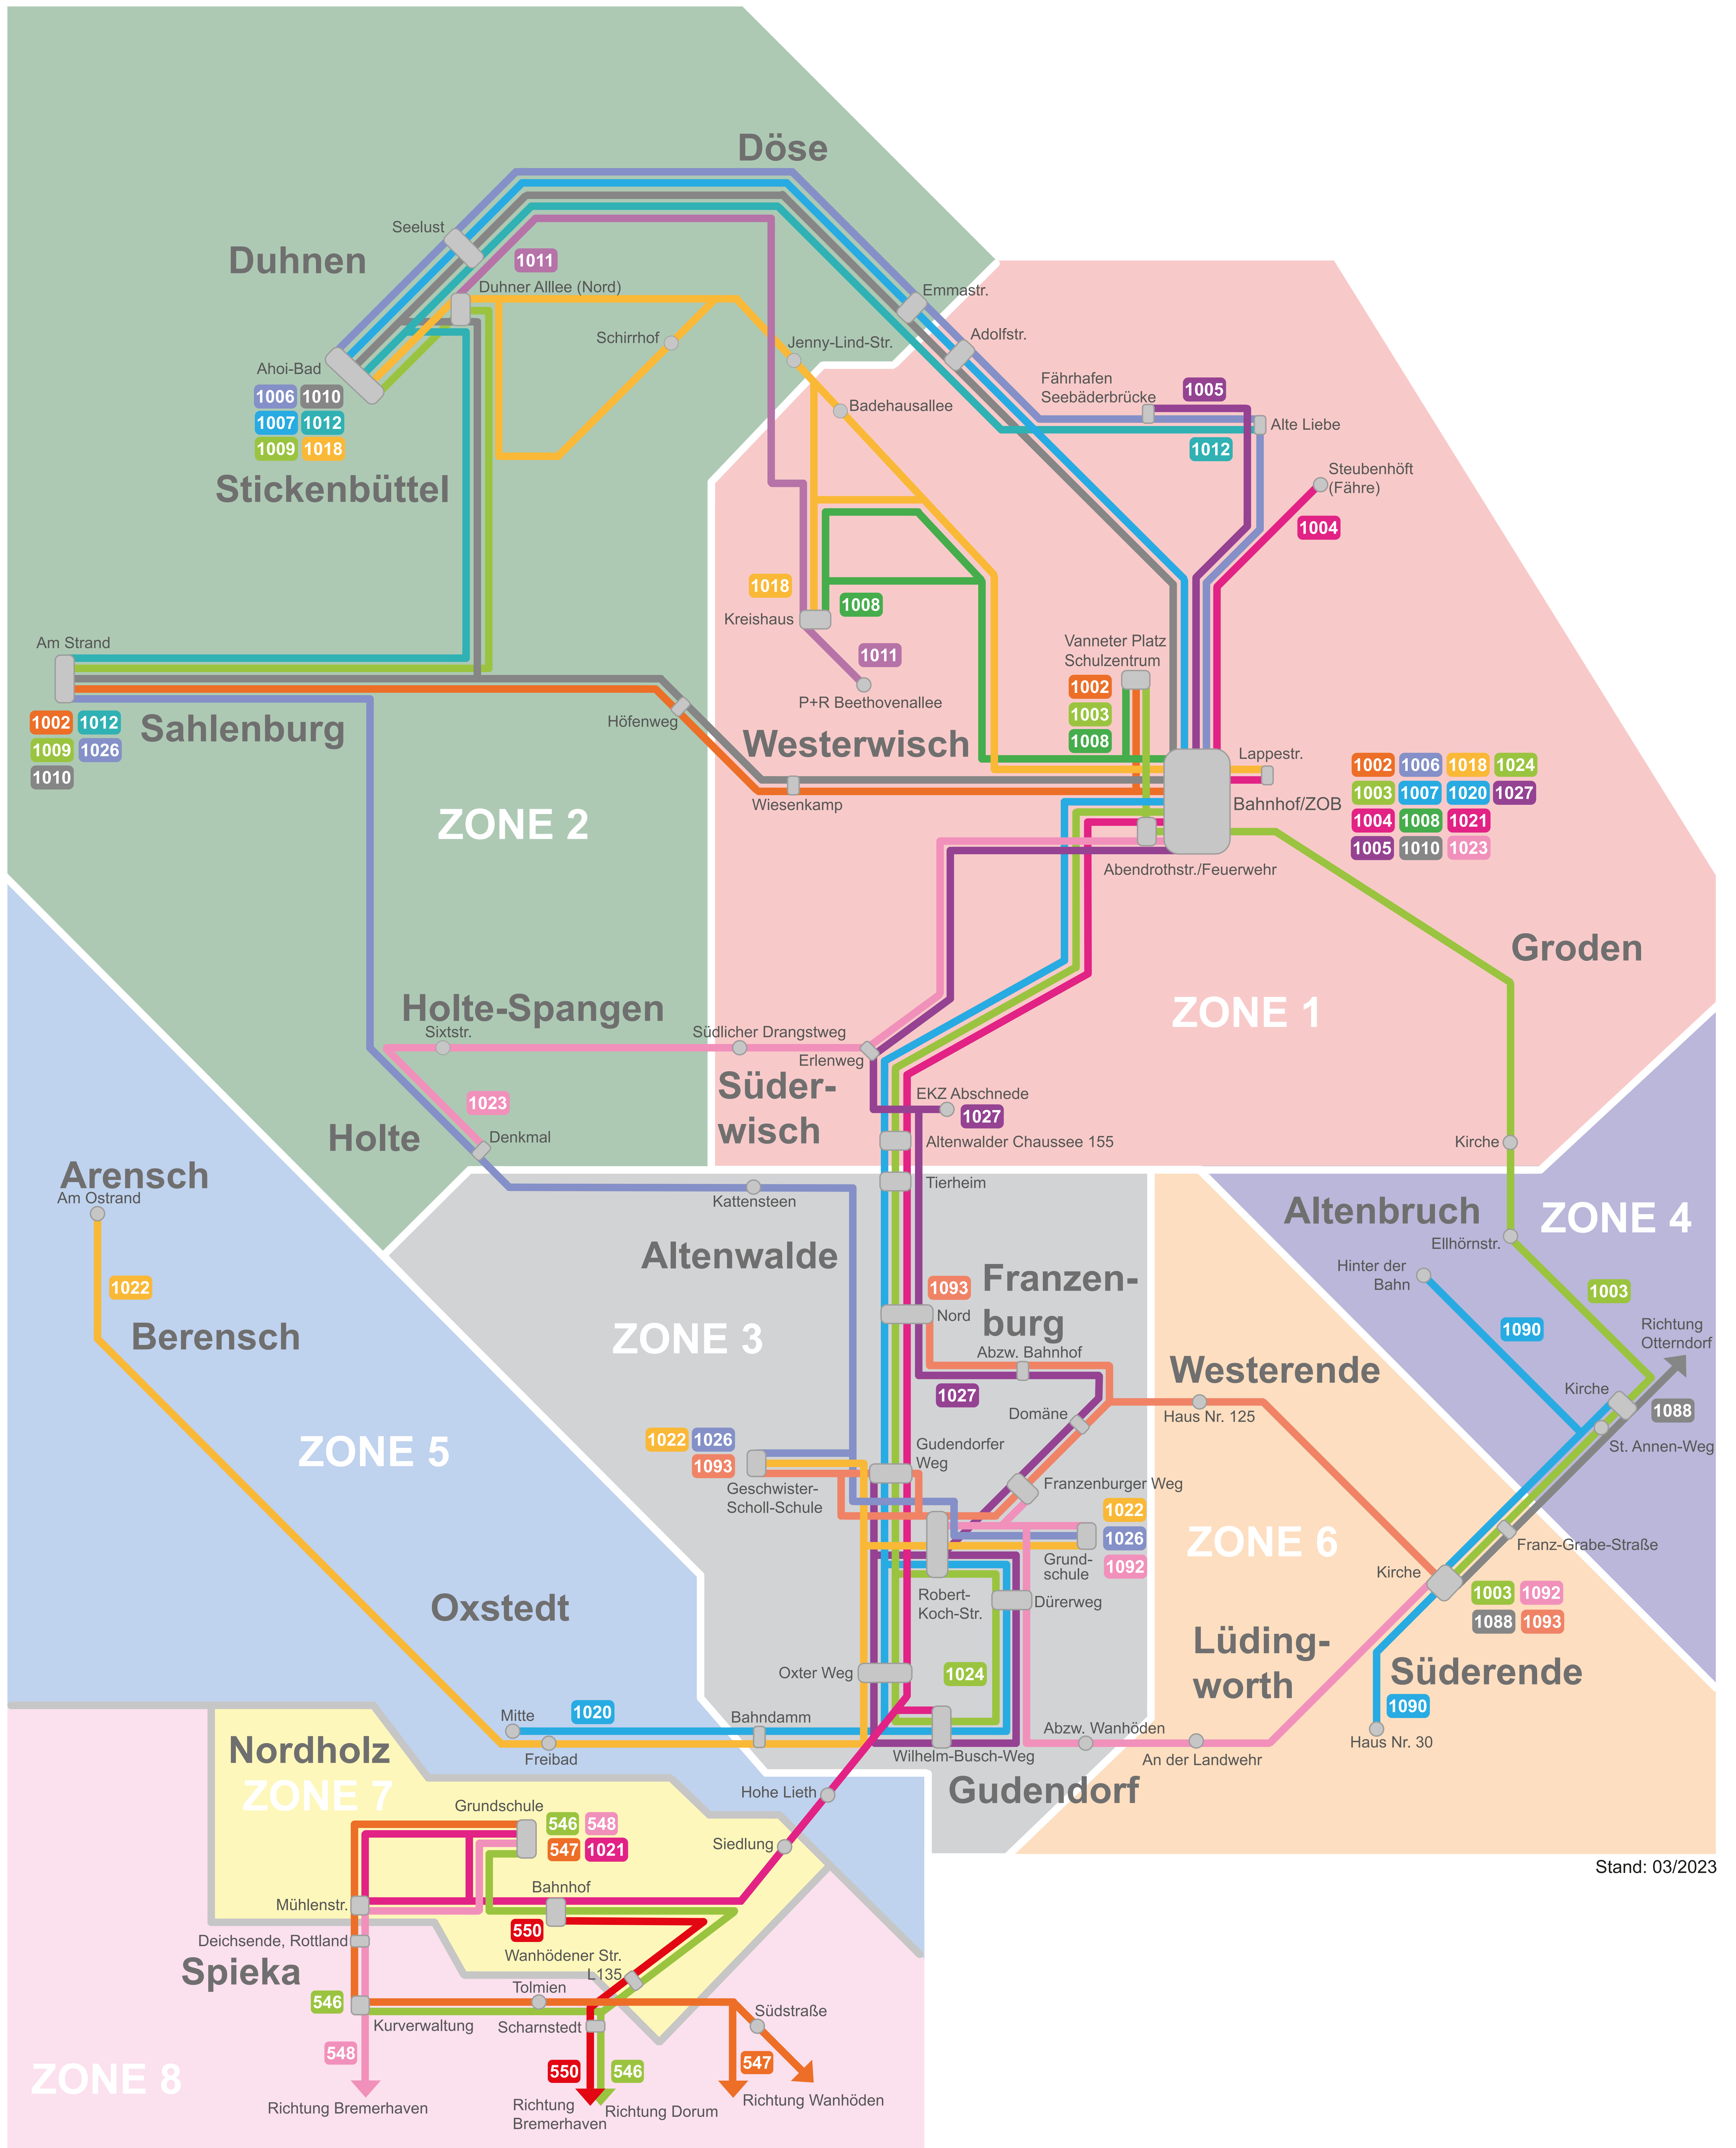 Döse
Seelust
Duhnen
1011
Duhner Alllee (Nord)
Emmastr.
Schirrhof
Jenny-Lind-Str.
Adolfstr.
Ahoi-Bad
1006 1010
1007 1012
1009 1018
Stickenbüttel
Fährhafen
Seebäderbrücke
1005
Badehausallee
Alte Liebe
1012
Steubenhöft
(Fähre)
1004
1018
1008
Kreishaus
1011
P+R Beethovenallee
Vanneter Platz
Schulzentrum
1002
1003
1008
Am Strand
Sahlenburg
1002 1012
1009 1026
1010
Höfenweg
Westerwisch
Wiesenkamp
Lappestr.
Bahnhof/ZOB
1002 1006 1018 1024
1003 1007 1020 1027
1004 1008 1021
1005 1010 1023
Abendrothstr./Feuerwehr
ZONE 2
Groden
ZONE 1
Holte-Spangen
Sixtstr.
Südlicher Drangstweg
Erlenweg
Süder-
wisch
EKZ Abschnede
1027
1023
Holte
Denkmal
Altenwalder Chaussee 155
Kirche
Arensch
Am Ostrand
Tierheim
Kattensteen
Altenbruch
ZONE 4
Ellhörnstr.
Altenwalde
Hinter der
Bahn
1022
1003
Berensch
ZONE 3
1093
Franzen-
burg
Nord
1090
Richtung
Otterndorf
Abzw. Bahnhof
1027
Westerende
Haus Nr. 125
Kirche
1088
Domäne
St. Annen-Weg
ZONE 5
1022 1026
1093
Geschwister-
Scholl-Schule
Gudendorfer
Weg
Franzenburger Weg
1022
1026
1092
Grund-
schule
ZONE 6
Franz-Grabe-Straße
Kirche
1003 1092
1088 1093
Oxstedt
Robert-
Koch-Str.
Dürerweg
Lüding-
worth
Süderende
1090
Haus Nr. 30
Oxter Weg
1024
Mitte
1020
Bahndamm
Freibad
Wilhelm-Busch-Weg
Abzw. Wanhöden
An der Landwehr
Gudendorf
Nordholz
ZONE 7
Hohe Lieth
Grundschule
546 548
547 1021
Siedlung
Stand: 03/2023
Mühlenstr.
Bahnhof
550
Deichsende, Rottland
Wanhödener Str.
L135
Spieka
Tolmien
546
Kurverwaltung
Scharnstedt
Südstraße
548
550
546
547
ZONE 8
Richtung Bremerhaven
Richtung
Bremerhaven
Richtung Dorum
Richtung Wanhöden